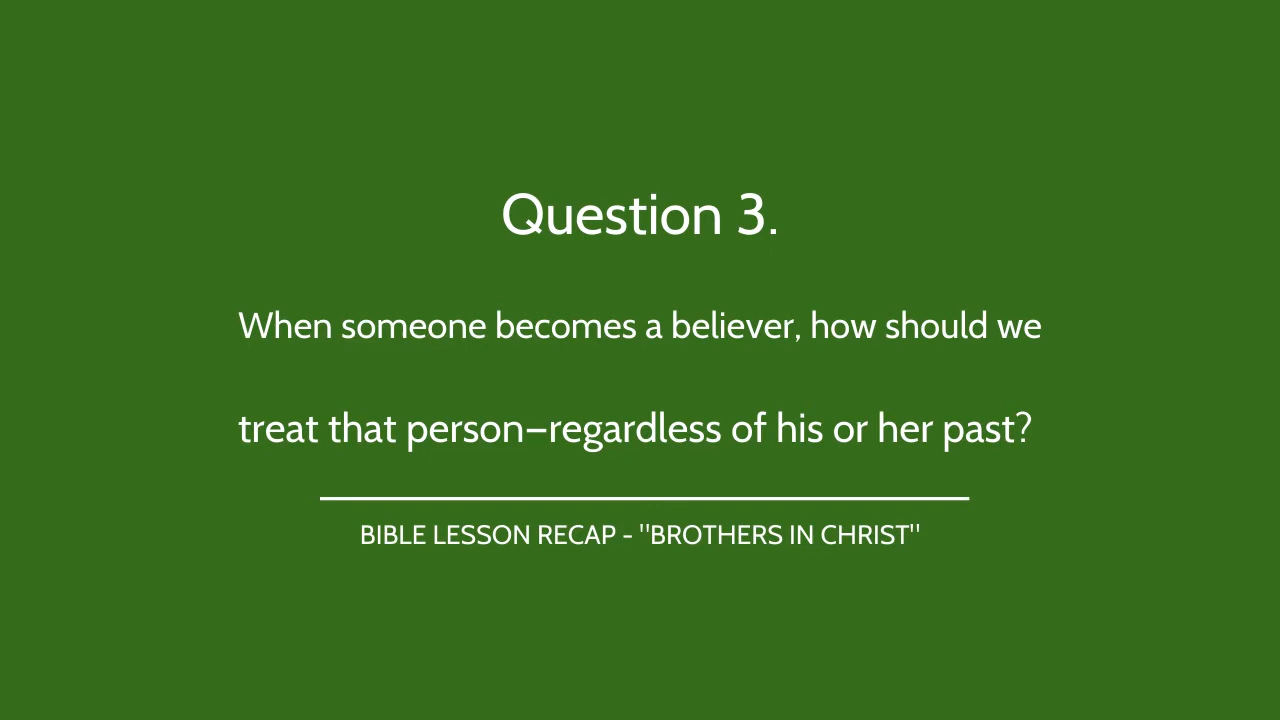 Question 3.
When someone becomes a believer, how should we
treat that person–regardless of his or her past?
BIBLE LESSON RECAP - "BROTHERS IN CHRIST"